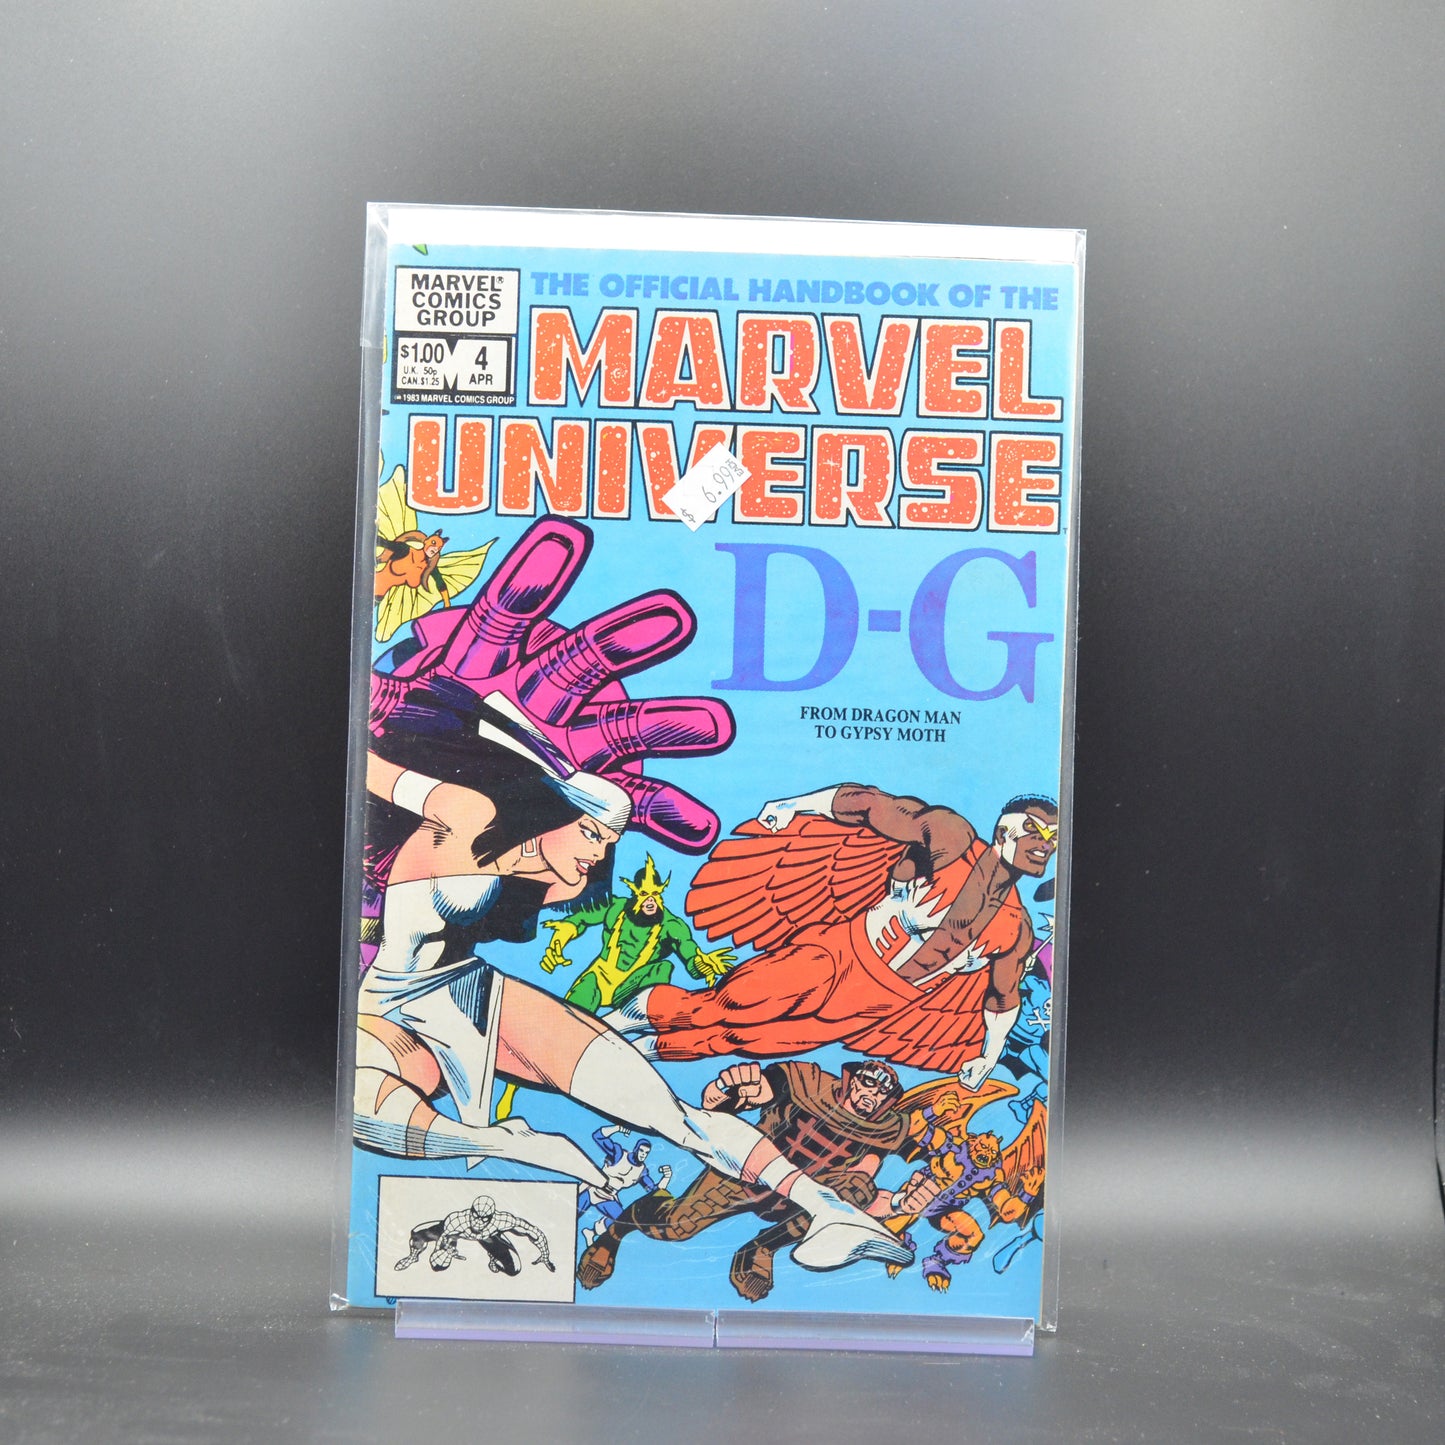 MARVEL®
COMICS
GROUP
$1.00
U.K. 50p
CAN. $1.25
4
APR
1983 MARVEL COMICS GROUP
THE OFFICIAL HANDBOOK OF THE
MARVEL
UNIVERSE
$ 6.99
D-G
FROM DRAGON MAN
TO GYPSY MOTH